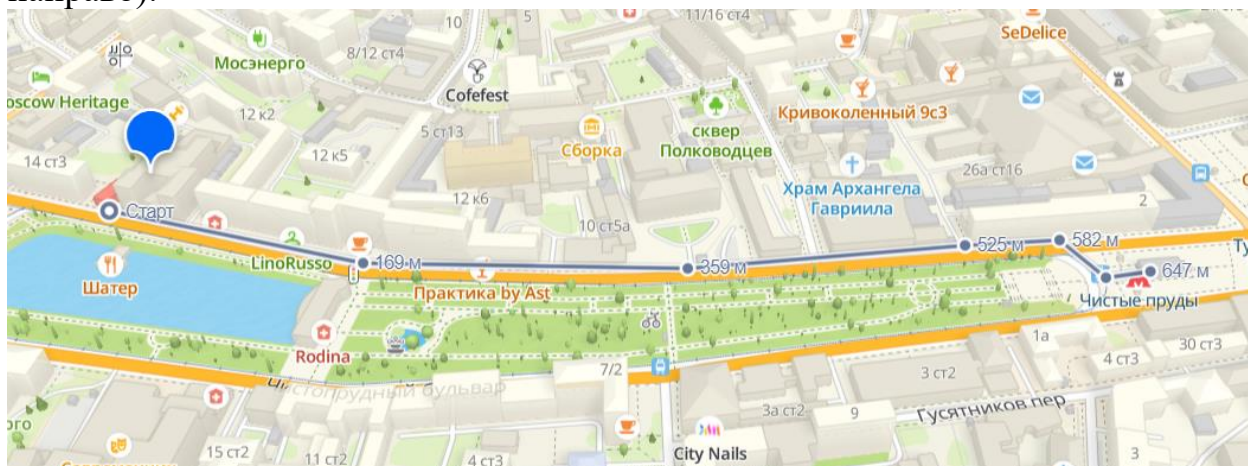 направо).
10
5
11/16 ст4
SeDelice
8/12 ст4
Мосэнерго
Cofefest
oscow Heritage
12 к2
5 ст13
Сборка
сквер
Полководцев
Кривоколенный 9с3
14 ст3
12 к5
26а ст16
Храм Архангела
Гавриила
12 к6
2
Старт
10 ст5а
525 м
582 м
169 м
359 м
647 м
LinoRusso
Шатер
Практика by Ast
Чистые пруды
Rodina
1а
4 ст3
30 ст3
7/2
3 ст2
Чистопрудный бульвар
Гусятников пер
3а ст2
9
15 ст2
11 ст2
4 ст3
City Nails
3